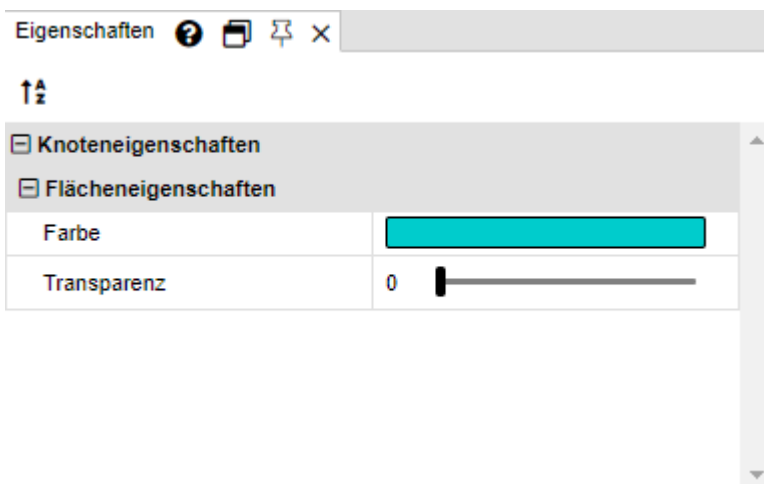 Eigenschaften
Knoteneigenschaften
Flächeneigenschaften
Farbe
Transparenz 0